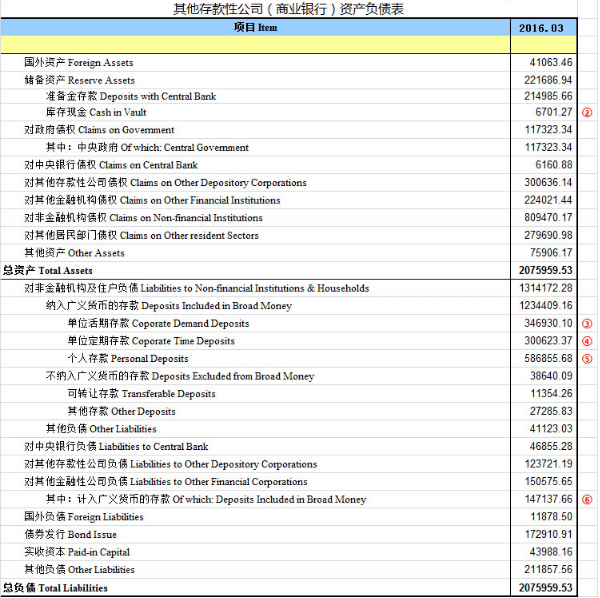 其他存款性公司（商业银行）资产负债表
项目 Item 2016.03
国外资产 Foreign Assets 41063.46
储备资产 Reserve Assets 221686.94
准备金存款 Deposits with Central Bank 214985.66
库存现金 Cash in Vault 6701.27 ②
对政府债权 Claims on Government 117323.34
其中：中央政府 Of which: Central Government 117323.34
对中央银行债权 Claims on Central Bank 6160.88
对其他存款性公司债权 Claims on Other Depository Corporations 300636.14
对其他金融机构债权 Claims on Other Financial Institutions 224021.44
对非金融机构债权 Claims on Non-financial Institutions 809470.17
对其他居民部门债权 Claims on Other resident Sectors 279690.98
其他资产 Other Assets 75906.17
总资产 Total Assets 2075959.53
对非金融机构及住户负债 Liabilities to Non-financial Institutions & Households 1314172.28
纳入广义货币的存款 Deposits Included in Broad Money 1234409.16
单位活期存款 Coporate Demand Deposits 346930.10 ③
单位定期存款 Coporate Time Deposits 300623.37 ④
个人存款 Personal Deposits 586855.68 ⑤
不纳入广义货币的存款 Deposits Excluded from Broad Money 38640.09
可转让存款 Transferable Deposits 11354.26
其他存款 Other Deposits 27285.83
其他负债 Other Liabilities 41123.03
对中央银行负债 Liabilities to Central Bank 46855.28
对其他存款性公司负债 Liabilities to Other Depository Corporations 123721.19
对其他金融性公司负债 Liabilities to Other Financial Corporations 150575.65
其中：计入广义货币的存款 Of which: Deposits Included in Broad Money 147137.66 ⑥
国外负债 Foreign Liabilities 11878.50
债券发行 Bond Issue 172910.91
实收资本 Paid-in Capital 43988.16
其他负债 Other Liabilities 211857.56
总负债 Total Liabilities 2075959.53